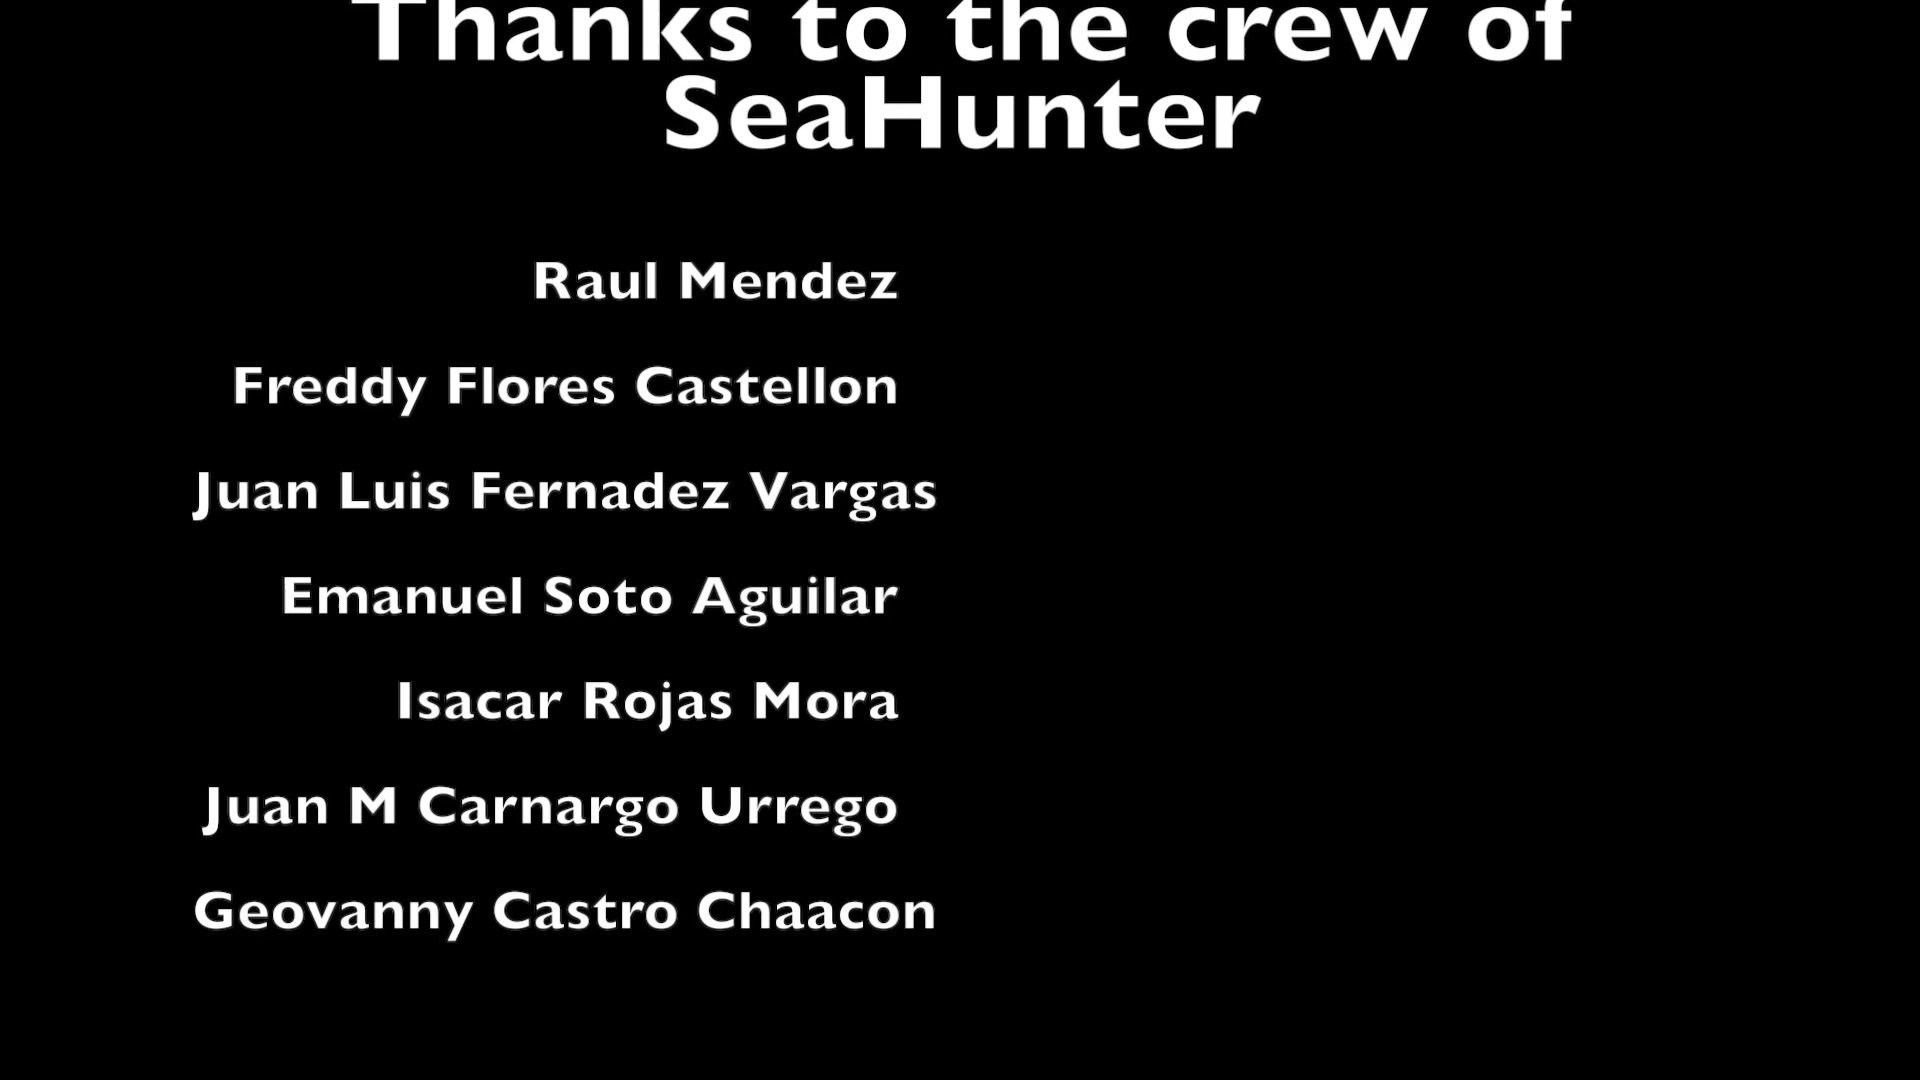 Thanks to the crew of
SeaHunter
Raul Mendez
Freddy Flores Castellon
Juan Luis Fernadez Vargas
Emanuel Soto Aguilar
Isacar Rojas Mora
Juan M Carnargo Urrego
Geovanny Castro Chaacon